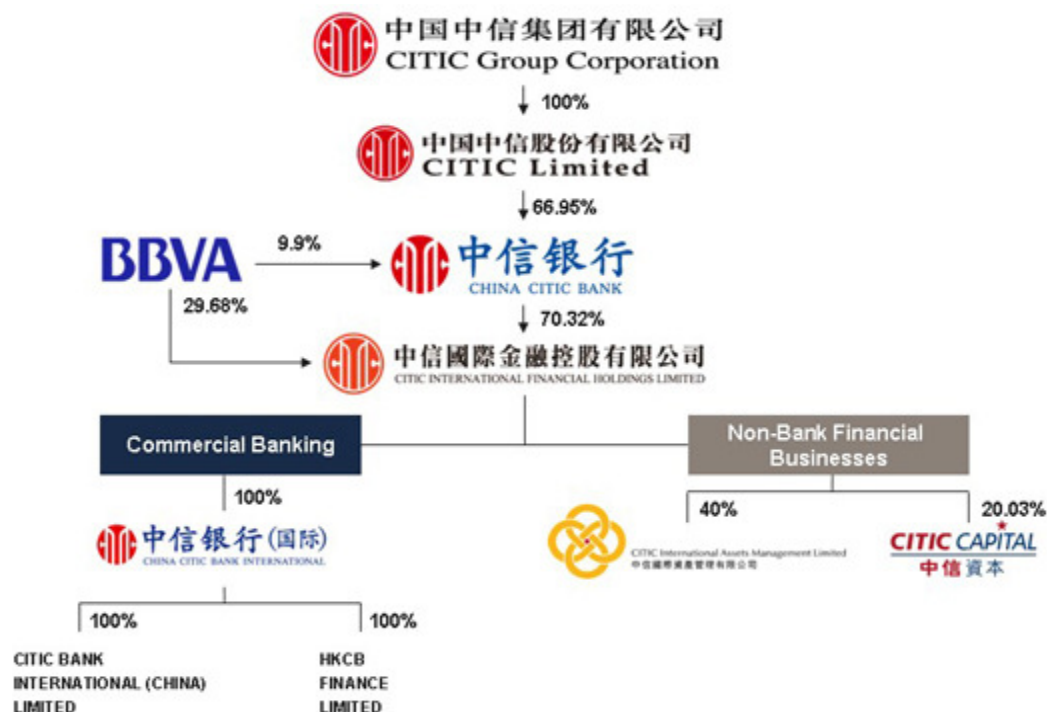 中国中信集团有限公司
CITIC Group Corporation
100%
中国中信股份有限公司
CITIC Limited
66.95%
BBVA
9.9%
中信银行
CHINA CITIC BANK
29.68%
70.32%
中信國際金融控股有限公司
CITIC INTERNATIONAL FINANCIAL HOLDINGS LIMITED
Commercial Banking
Non-Bank Financial
Businesses
100%
40%
20.03%
中信银行(国际)
CHINA CITIC BANK INTERNATIONAL
CITIC International Assets Management Limited
中信國際資產管理有限公司
CITIC CAPITAL
中信資本
100%
100%
CITIC BANK
INTERNATIONAL (CHINA)
LIMITED
HKCB
FINANCE
LIMITED